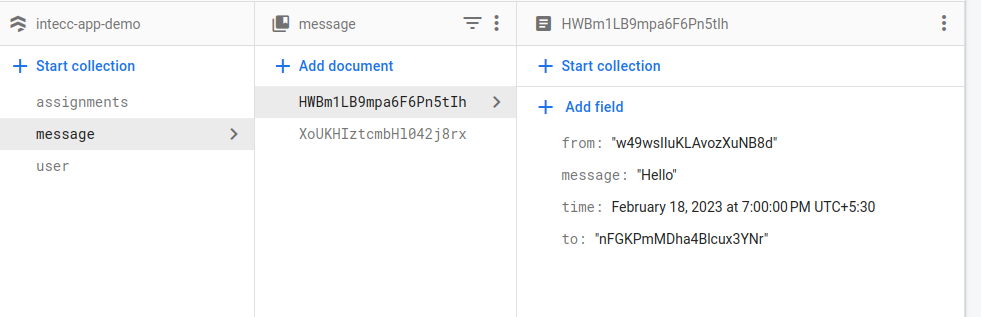 intecc-app-demo
message
HWBm1LB9mpa6F6Pn5tIh
+ Start collection
+ Add document
+ Start collection
assignments
message
user
HWBm1LB9mpa6F6Pn5tIh
XoUKHIztcmbHl042j8rx
+ Add field
from: "w49wsIluKLAvozXuNB8d"
message: "Hello"
time: February 18, 2023 at 7:00:00 PM UTC+5:30
to: "nFGKPmMDha4Blcux3YNr"